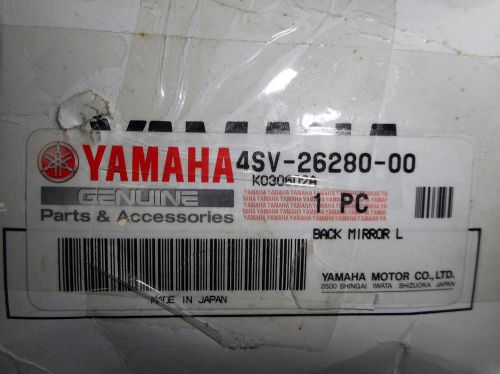 YAMAHA
YAMAHA 4SV-26280-00
GENUINE
Parts & Accessories
1 PC
BACK MIRROR L
MADE IN JAPAN
YAMAHA MOTOR CO.,LTD.
2500 SHINGAI IWATA SHIZUOKA JAPAN